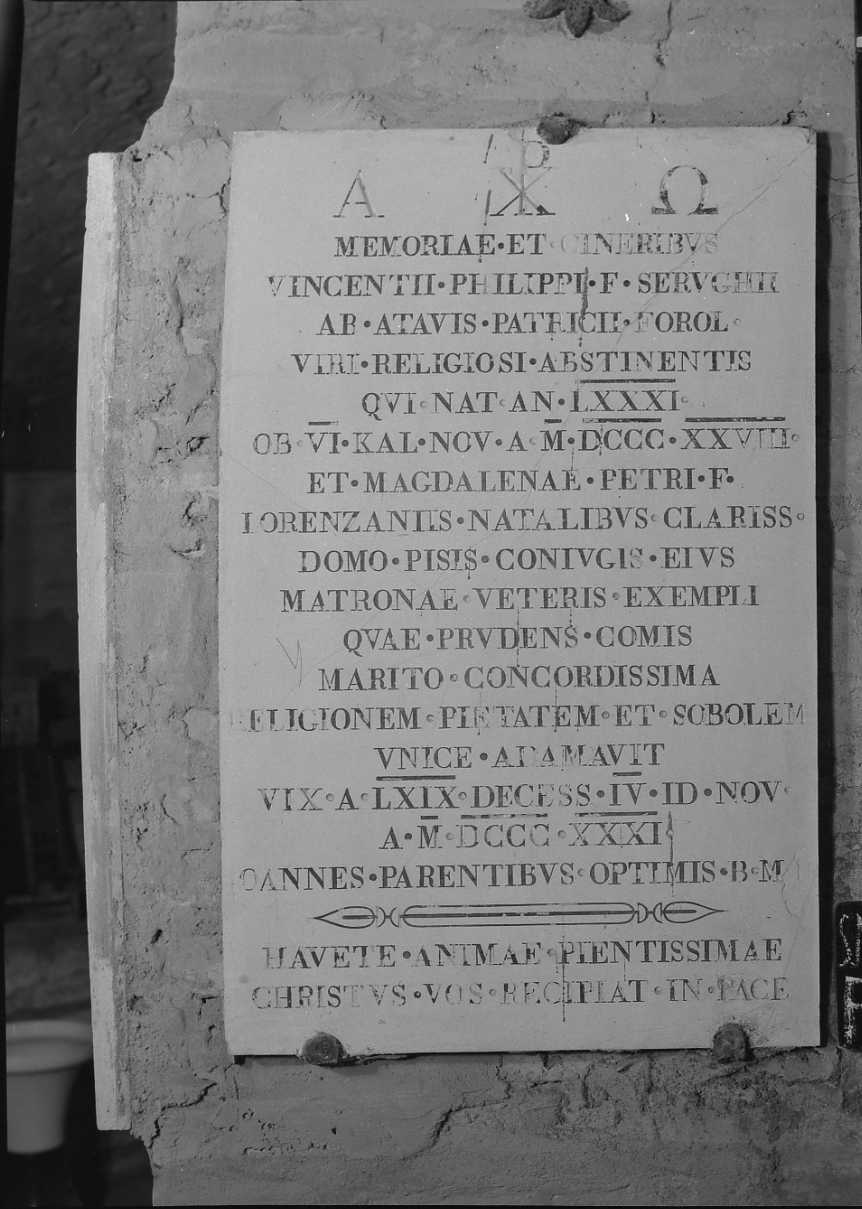 Α ☧ Ω
MEMORIAE·ET·CINERIBVS
VINCENTII·PHILIPPI·F·SERVGHII
AB·ATAVIS·PATRICII·FOROL·
VIRI·RELIGIOSI·ABSTINENTIS
QVI·NAT·AN·LXXXI·
OB·VI·KAL·NOV·A·M·DCCC·XXVIII·
ET·MAGDALENAE·PETRI·F·
LORENZANIIS·NATALIBVS·CLARISS·
DOMO·PISIS·CONIVGIS·EIVS
MATRONAE·VETERIS·EXEMPLI
QVAE·PRVDENS·COMIS
MARITO·CONCORDISSIMA
RELIGIONEM·PIETATEM·ET·SOBOLEM
VNICE·ADAMAVIT
VIX·A·LXIX·DECESS·IV·ID·NOV·
A·M·DCCC·XXXI
IOANNES·PARENTIBVS·OPTIMIS·B·M
HAVETE·ANIMAE·PIENTISSIMAE
CHRISTVS·VOS·RECIPIAT·IN·PACE